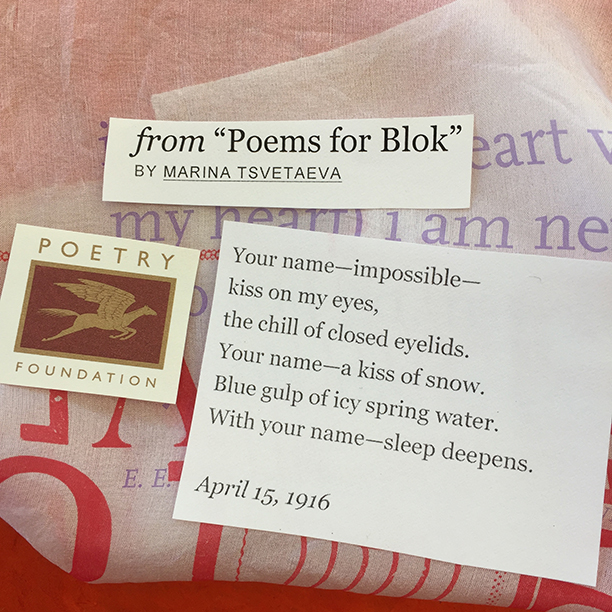 from “Poems for Blok”
BY MARINA TSVETAEVA
eart
my heart) i am ne
POETRY
FOUNDATION
Your name—impossible—
kiss on my eyes,
the chill of closed eyelids.
Your name—a kiss of snow.
Blue gulp of icy spring water.
With your name—sleep deepens.
April 15, 1916
E. E.